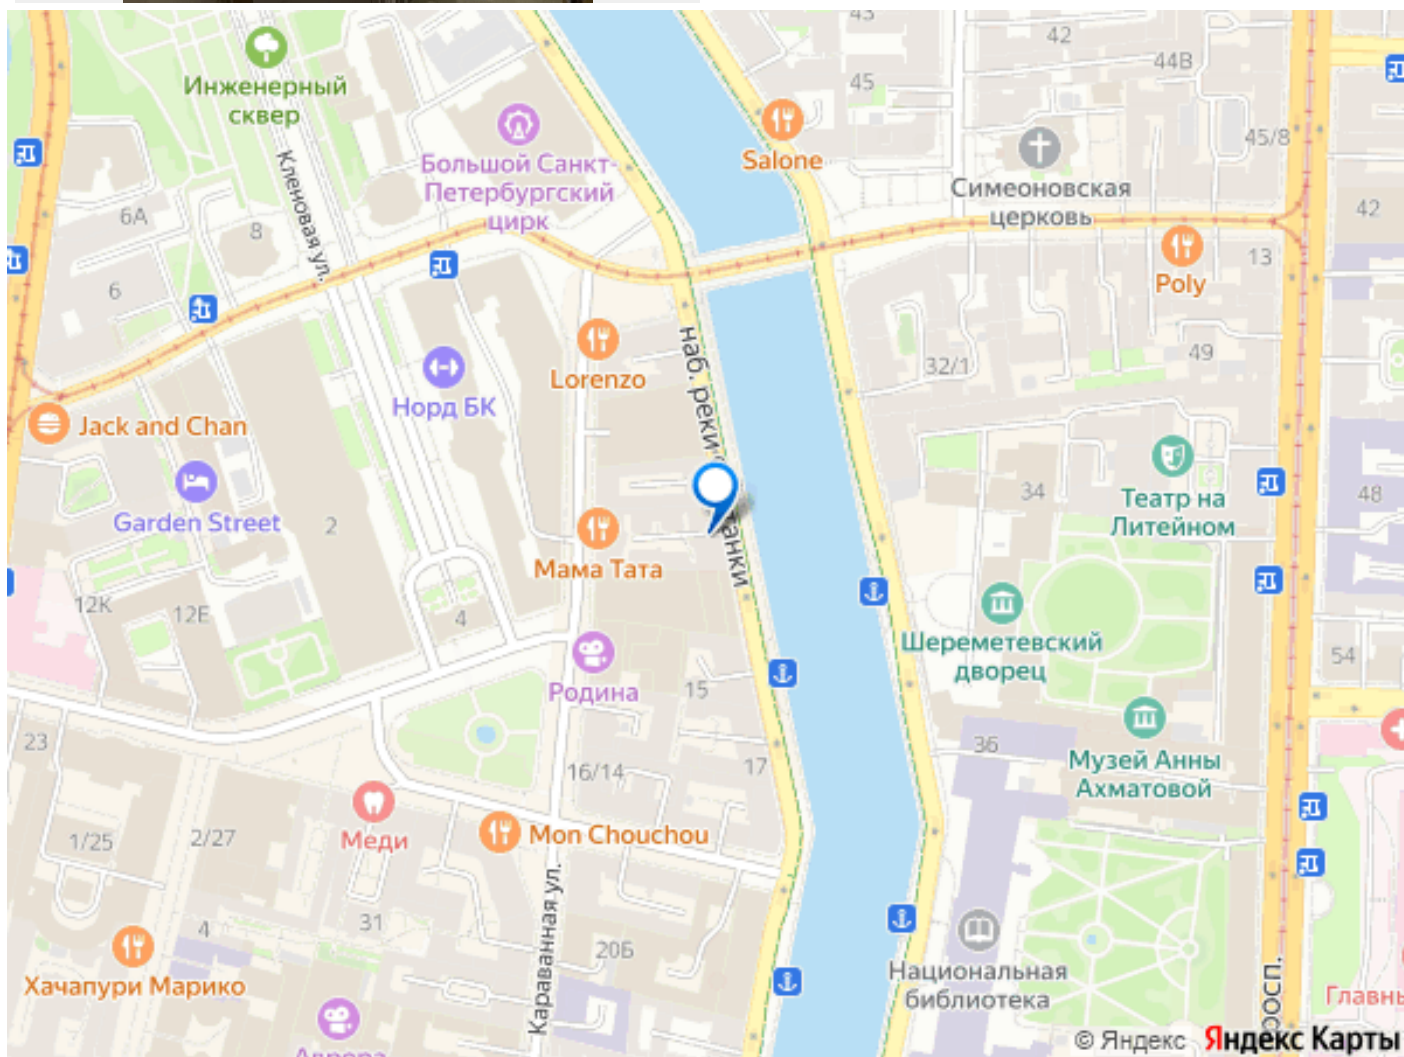 43
42
44В
45
Инженерный
сквер
Большой Санкт-
Петербургский
цирк
Salone
45/8
Симеоновская
церковь
Кленовая ул.
6А
8
42
13
Poly
6
наб. реки
Lorenzo
49
32/1
Норд БК
Jack and Chan
Garden Street
2
34
Театр на
Литейном
48
анки
Мама Тата
12К
12Е
4
Шереметевский
дворец
54
Родина
15
23
36
16/14
17
Музей Анны
Ахматовой
Меди
1/25
2/27
Mon Chouchou
Караванная ул.
4
31
20Б
Хачапури Марико
Национальная
библиотека
Главны
просп.
Аврора
© Яндекс Яндекс Карты